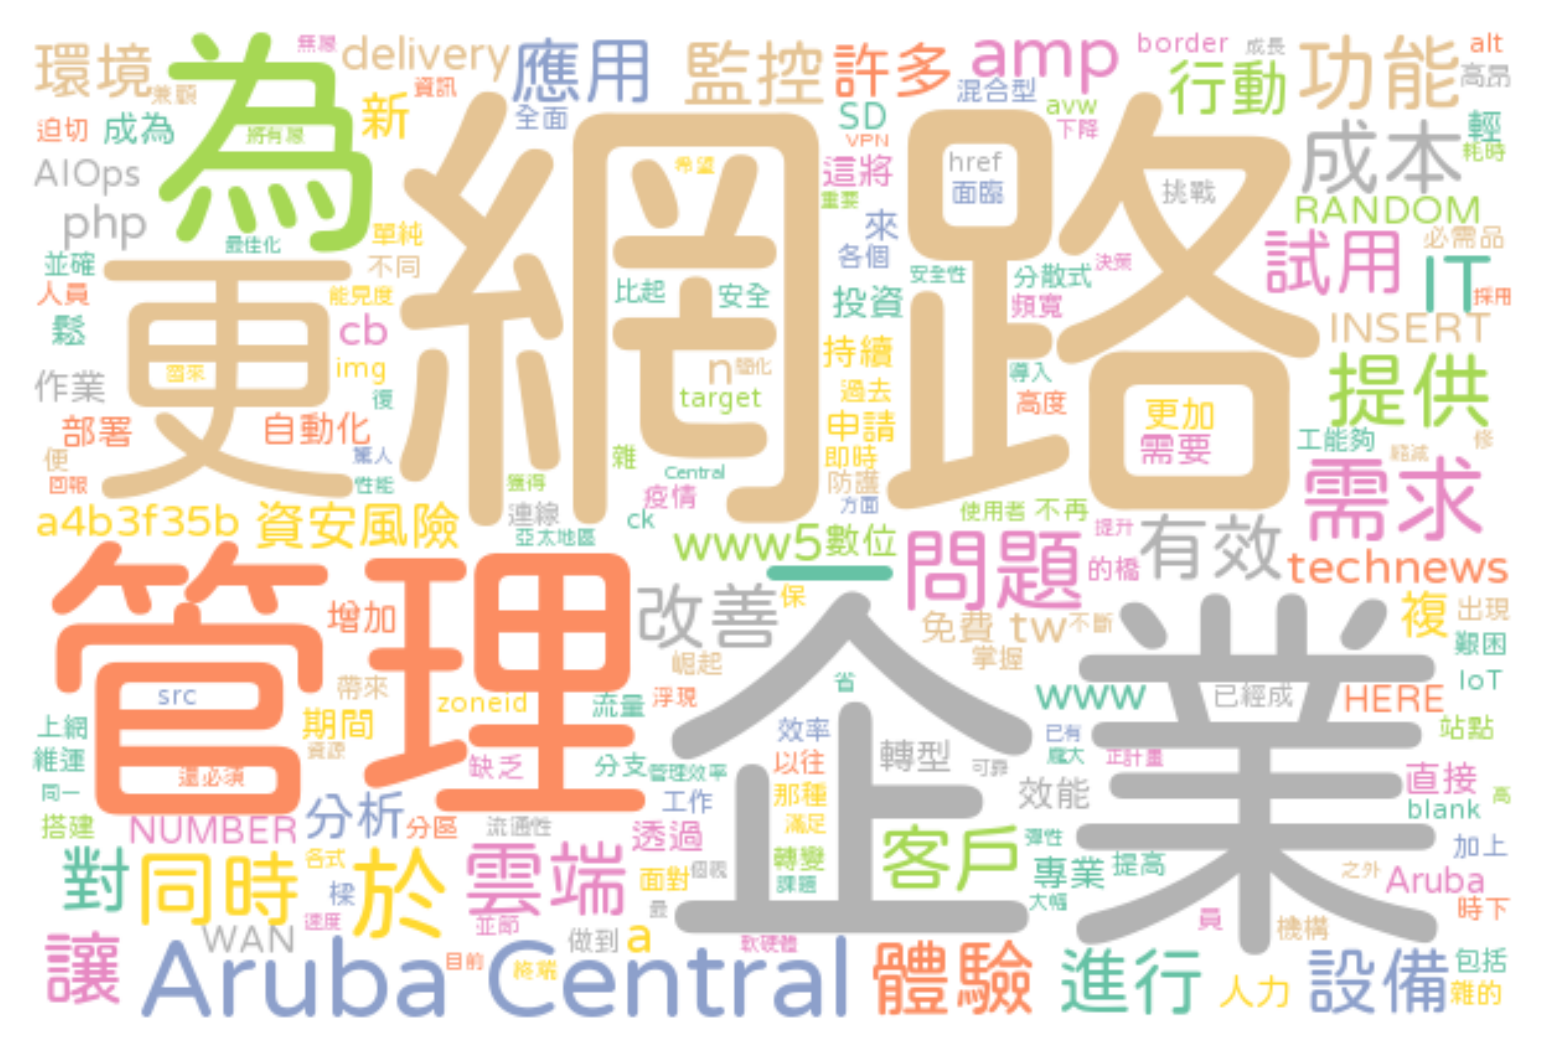 環境
兼顧
為
無線
delivery
資訊
應用
全面
監控
許多
amp
border
成長
功能
alt
高昂
迫切
成為
將有線
新
SD
VPN
混合型
avw
下降
行動
成本
輕
耗時
AIOps
php
最佳化
單純
希望
網路
這將
重要
來
各個
href
面臨
挑戰
RANDOM
必需品
試用
IT
採用
並確
人員
鬆
更
不同
能見度
cb
img
復
比起
安全
投資
安全性
分散式
決策
頻寬
INSERT
作業
部署
便
回報
窗來
自動化
驚人
性能
n
簡化
target
持續
過去
申請
即時
防護
方面
導入
高度
更加
需要
提供
工能夠
修
縮減
雜
Central
獲得
疫情
ck
連線
亞太地區
使用者
不再
提升
需求
a4b3f35b
資安風險
www5
數位
一
問題
的橋
有效
technews
管理
增加
改善
保
免費
tw
不斷
掌握
複
出現
艱困
IoT
src
帶來
期間
資源
還必須
zoneid
流量
浮現
崛起
企業
省
www
已經成
HERE
站點
上網
維運
同一
搭建
缺乏
分支
管理效率
工作
效率
以往
那種
滿足
轉型
可靠
已有
龐大
正計畫
效能
直接
blank
高
NUMBER
分析
分區
流通性
透過
轉變
課題
客戶
彈性
專業
提高
大幅
加上
之外
Aruba
時下
對
同時
各式
樑
速度
於
雲端
並節
面對
個親
最
員
機構
讓
WAN
Aruba Central
目前
終端
做到
a
軟硬體
體驗
進行
人力
設備
包括
雜的